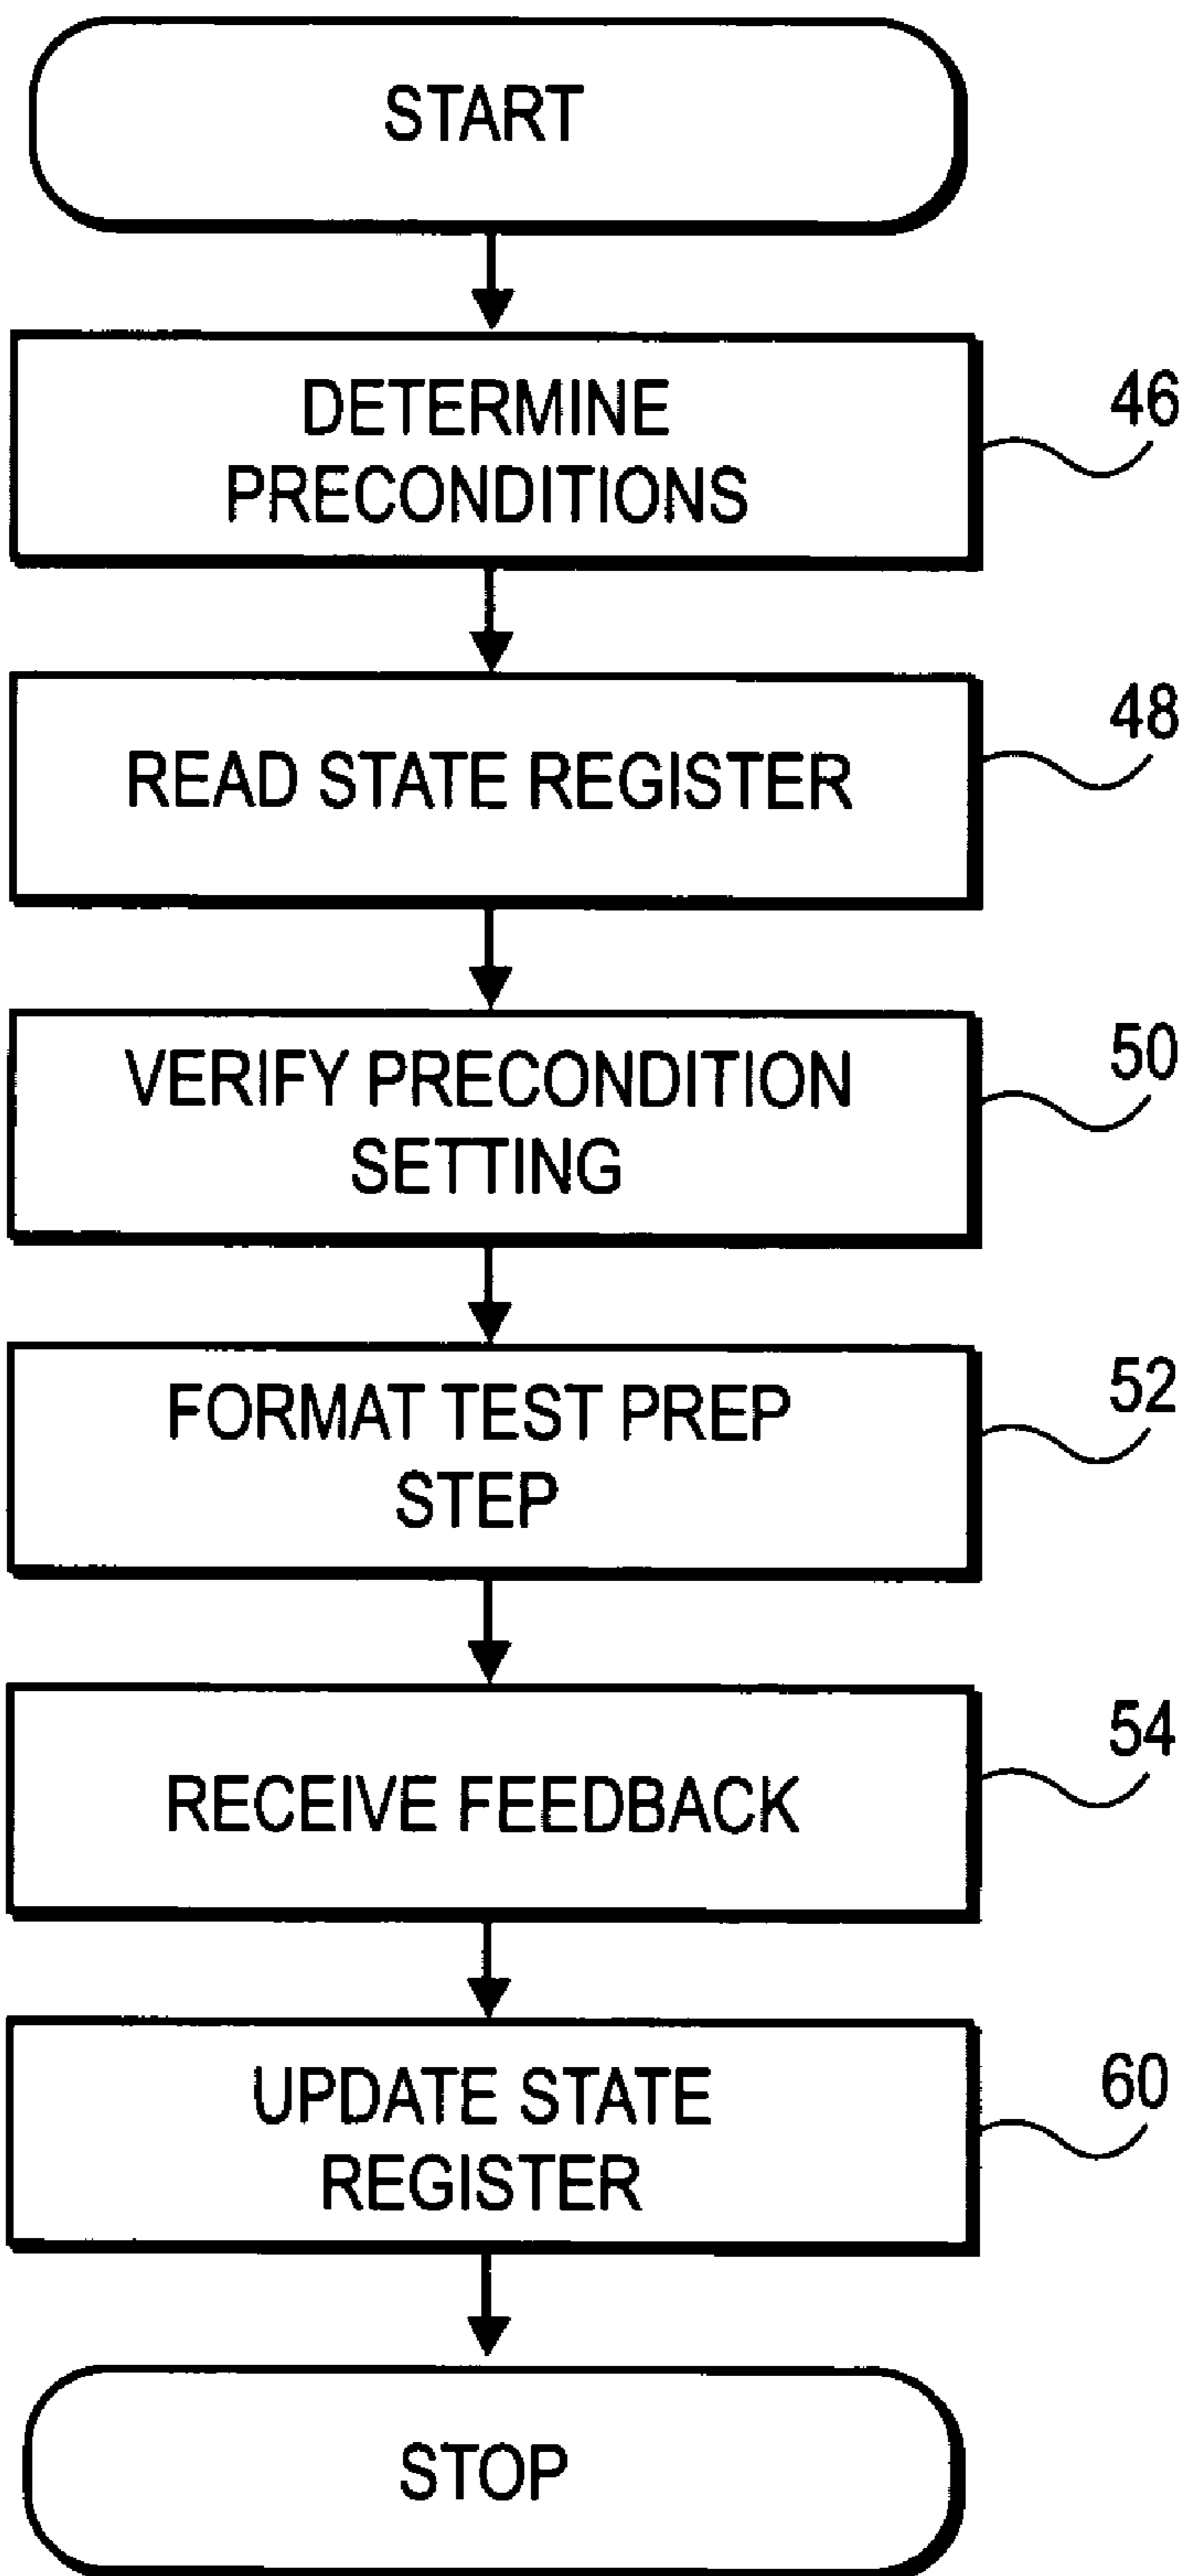 START
DETERMINE
PRECONDITIONS
46
READ STATE REGISTER
48
VERIFY PRECONDITION
SETTING
50
FORMAT TEST PREP
STEP
52
RECEIVE FEEDBACK
54
UPDATE STATE
REGISTER
60
STOP